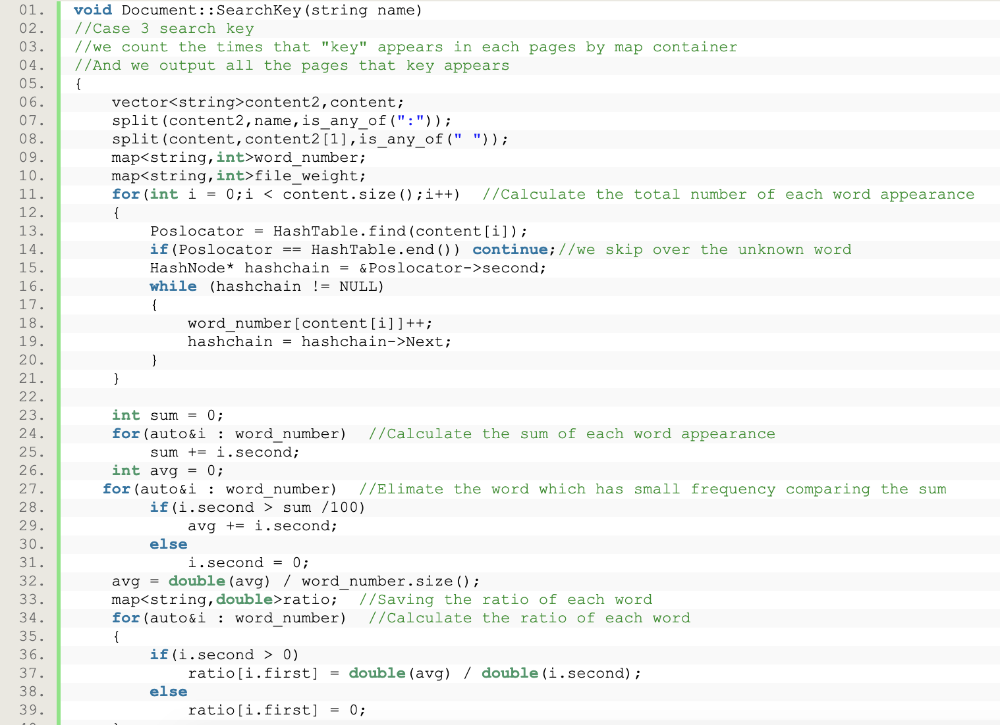 01. void Document::SearchKey(string name)
02. //Case 3 search key
03. //we count the times that "key" appears in each pages by map container
04. //And we output all the pages that key appears
05. {
06. vector<string>content2,content;
07. split(content2,name,is_any_of(":"));
08. split(content,content2[1],is_any_of(" "));
09. map<string,int>word_number;
10. map<string,int>file_weight;
11. for(int i = 0;i < content.size();i++) //Calculate the total number of each word appearance
12. {
13. Poslocator = HashTable.find(content[i]);
14. if(Poslocator == HashTable.end()) continue;//we skip over the unknown word
15. HashNode* hashchain = &Poslocator->second;
16. while (hashchain != NULL)
17. {
18. word_number[content[i]]++;
19. hashchain = hashchain->Next;
20. }
21. }
22.
23. int sum = 0;
24. for(auto&i : word_number) //Calculate the sum of each word appearance
25. sum += i.second;
26. int avg = 0;
27. for(auto&i : word_number) //Elimate the word which has small frequency comparing the sum
28. if(i.second > sum /100)
29. avg += i.second;
30. else
31. i.second = 0;
32. avg = double(avg) / word_number.size();
33. map<string,double>ratio; //Saving the ratio of each word
34. for(auto&i : word_number) //Calculate the ratio of each word
35. {
36. if(i.second > 0)
37. ratio[i.first] = double(avg) / double(i.second);
38. else
39. ratio[i.first] = 0;